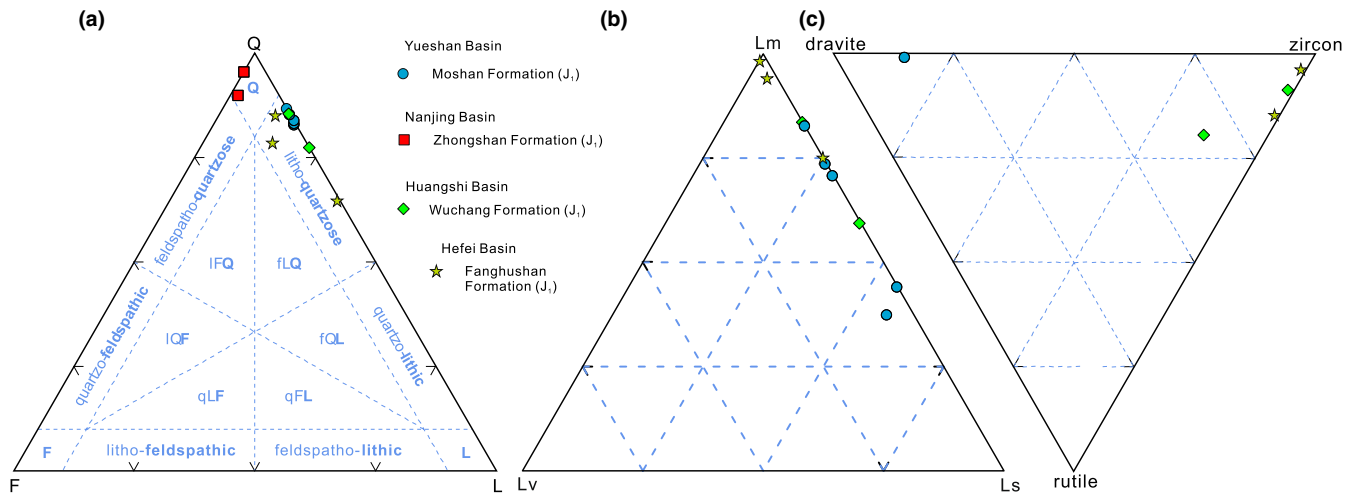 (a)
Q
Q
feldspatho-quartzose
litho-quartzose
lFQ
fLQ
quartzo-feldspathic
quartzo-lithic
lQF
fQL
qLF
qFL
F
litho-feldspathic
feldspatho-lithic
L
F
L
Yueshan Basin
Moshan Formation (J₁)
Nanjing Basin
Zhongshan Formation (J₁)
Huangshi Basin
Wuchang Formation (J₁)
Hefei Basin
Fanghushan
Formation (J₁)
(b)
Lm
Lv
Ls
(c)
dravite
zircon
rutile